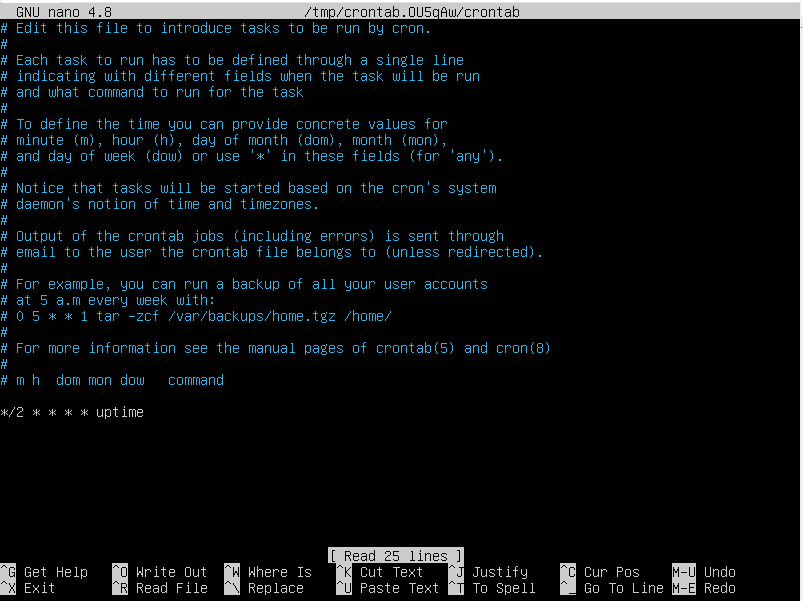 GNU nano 4.8 /tmp/crontab.OU5qAw/crontab
# Edit this file to introduce tasks to be run by cron.
#
# Each task to run has to be defined through a single line
# indicating with different fields when the task will be run
# and what command to run for the task
#
# To define the time you can provide concrete values for
# minute (m), hour (h), day of month (dom), month (mon),
# and day of week (dow) or use '*' in these fields (for 'any').
#
# Notice that tasks will be started based on the cron's system
# daemon's notion of time and timezones.
#
# Output of the crontab jobs (including errors) is sent through
# email to the user the crontab file belongs to (unless redirected).
#
# For example, you can run a backup of all your user accounts
# at 5 a.m every week with:
# 0 5 * * 1 tar -zcf /var/backups/home.tgz /home/
#
# For more information see the manual pages of crontab(5) and cron(8)
#
# m h  dom mon dow   command
*/2 * * * * uptime
[ Read 25 lines ]
^G Get Help ^O Write Out ^W Where Is ^K Cut Text ^J Justify ^C Cur Pos M-U Undo
^X Exit ^R Read File ^\ Replace ^U Paste Text ^T To Spell ^_ Go To Line M-E Redo